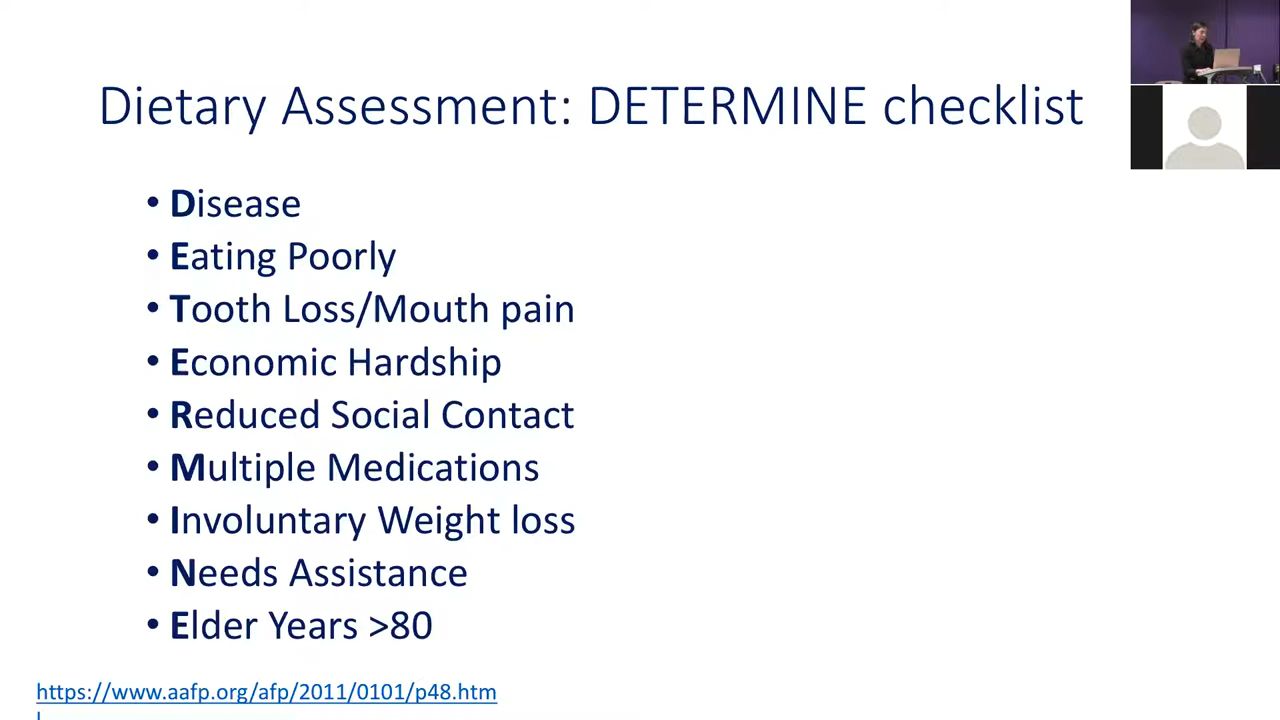 Dietary Assessment: DETERMINE checklist
• Disease
• Eating Poorly
• Tooth Loss/Mouth pain
• Economic Hardship
• Reduced Social Contact
• Multiple Medications
• Involuntary Weight loss
• Needs Assistance
• Elder Years >80
https://www.aafp.org/afp/2011/0101/p48.htm
l